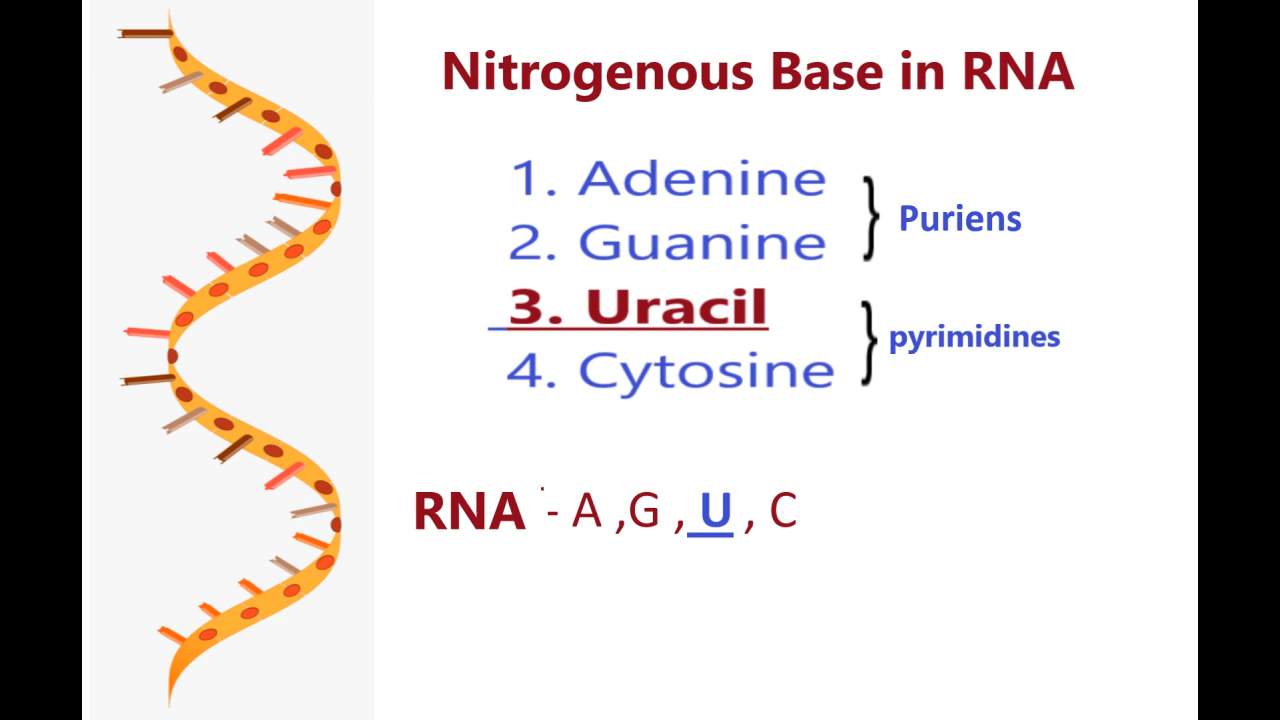 Nitrogenous Base in RNA
1. Adenine
2. Guanine
} Puriens
3. Uracil
4. Cytosine
} pyrimidines
RNA - A ,G , U , C